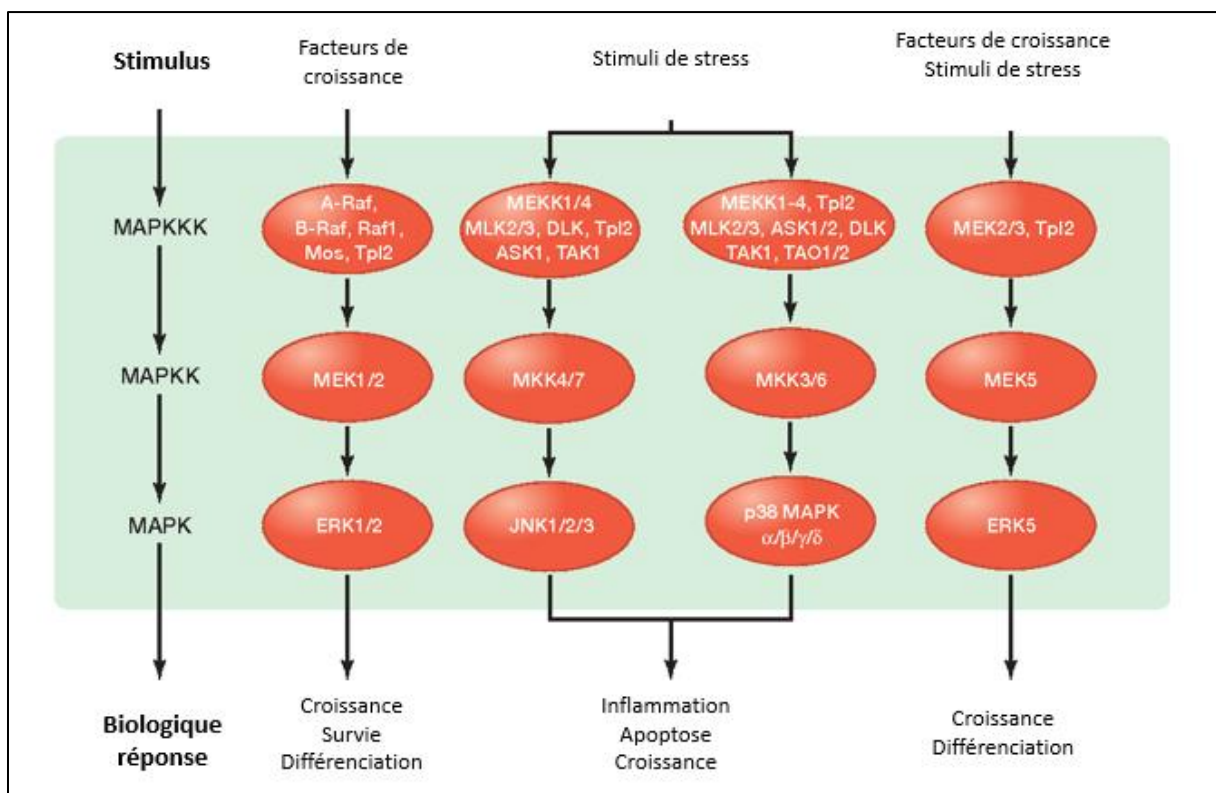 Stimulus
Facteurs de
croissance
Stimuli de stress
Facteurs de croissance
Stimuli de stress
MAPKKK
A-Raf,
B-Raf, Raf1,
Mos, Tpl2
MEKK1/4
MLK2/3, DLK, Tpl2
ASK1, TAK1
MEKK1-4, Tpl2
MLK2/3, ASK1/2, DLK
TAK1, TAO1/2
MEK2/3, Tpl2
MAPKK
MEK1/2
MKK4/7
MKK3/6
MEK5
MAPK
ERK1/2
JNK1/2/3
p38 MAPK
α/β/γ/δ
ERK5
Biologique
réponse
Croissance
Survie
Différenciation
Inflammation
Apoptose
Croissance
Croissance
Différenciation